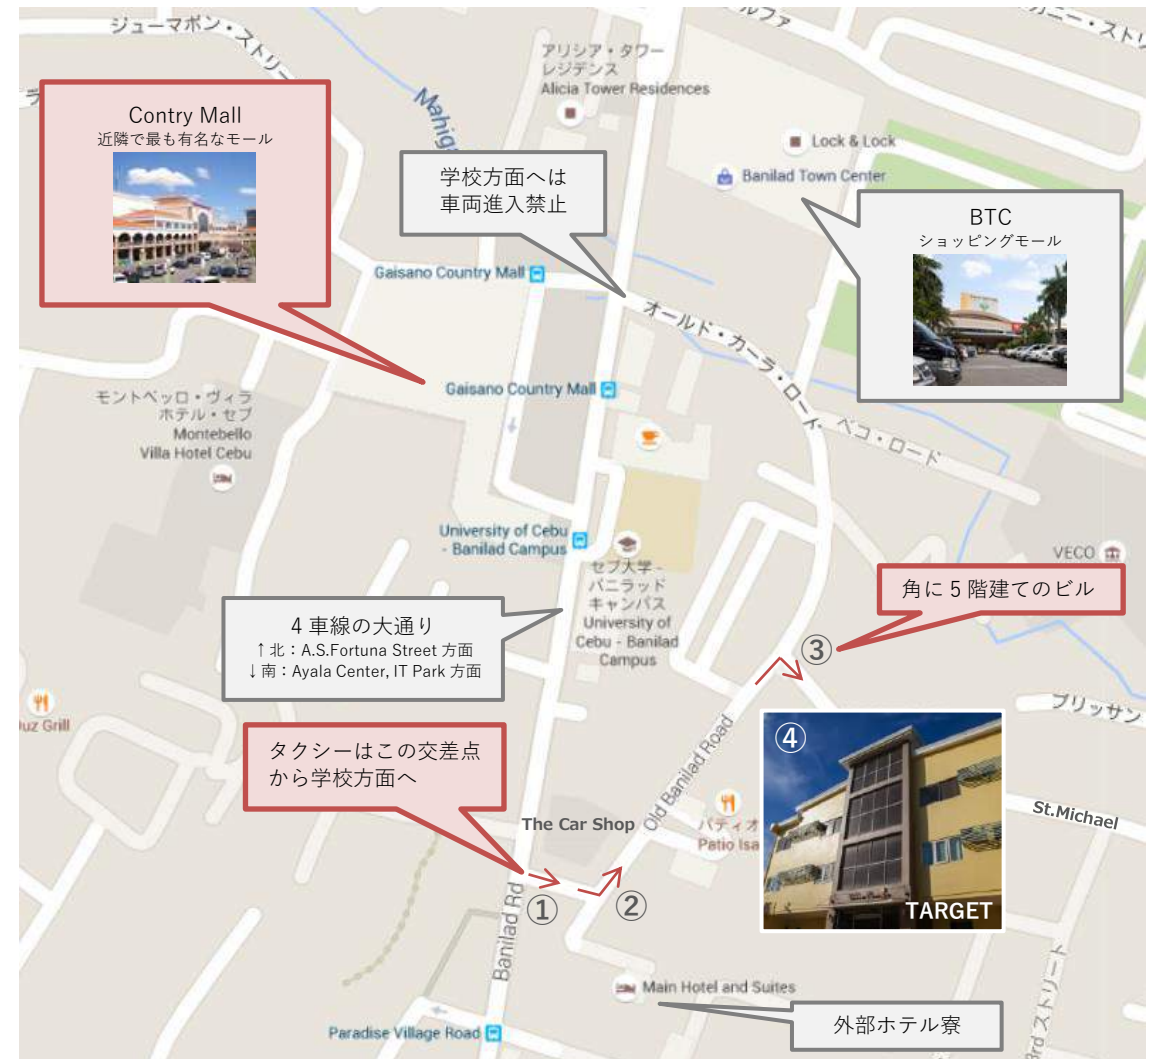 ジューマポン・ストリー
アリシア・タワー
レジデンス
Alicia Tower Residences
Contry Mall
近隣で最も有名なモール
Lock & Lock
Banilad Town Center
学校方面へは
車両進入禁止
BTC
ショッピングモール
Gaisano Country Mall
オールド・カーラ・ロード
Gaisano Country Mall
モントベッロ・ヴィラ
ホテル・セブ
Montebello
Villa Hotel Cebu
ベコ・ロード
University of Cebu
- Banilad Campus
VECO
セブ大学 -
バニラッド
キャンパス
University of
Cebu - Banilad
Campus
角に5階建てのビル
4車線の大通り
↑北：A.S.Fortuna Street 方面
↓南：Ayala Center, IT Park 方面
③
uz Grill
ブリッサン
④
タクシーはこの交差点
から学校方面へ
Old Banilad Road
St.Michael
The Car Shop
パティオ
Patio Isa
TARGET
①
②
Banilad Rd
Main Hotel and Suites
外部ホテル寮
3rd ストリート
Paradise Village Road